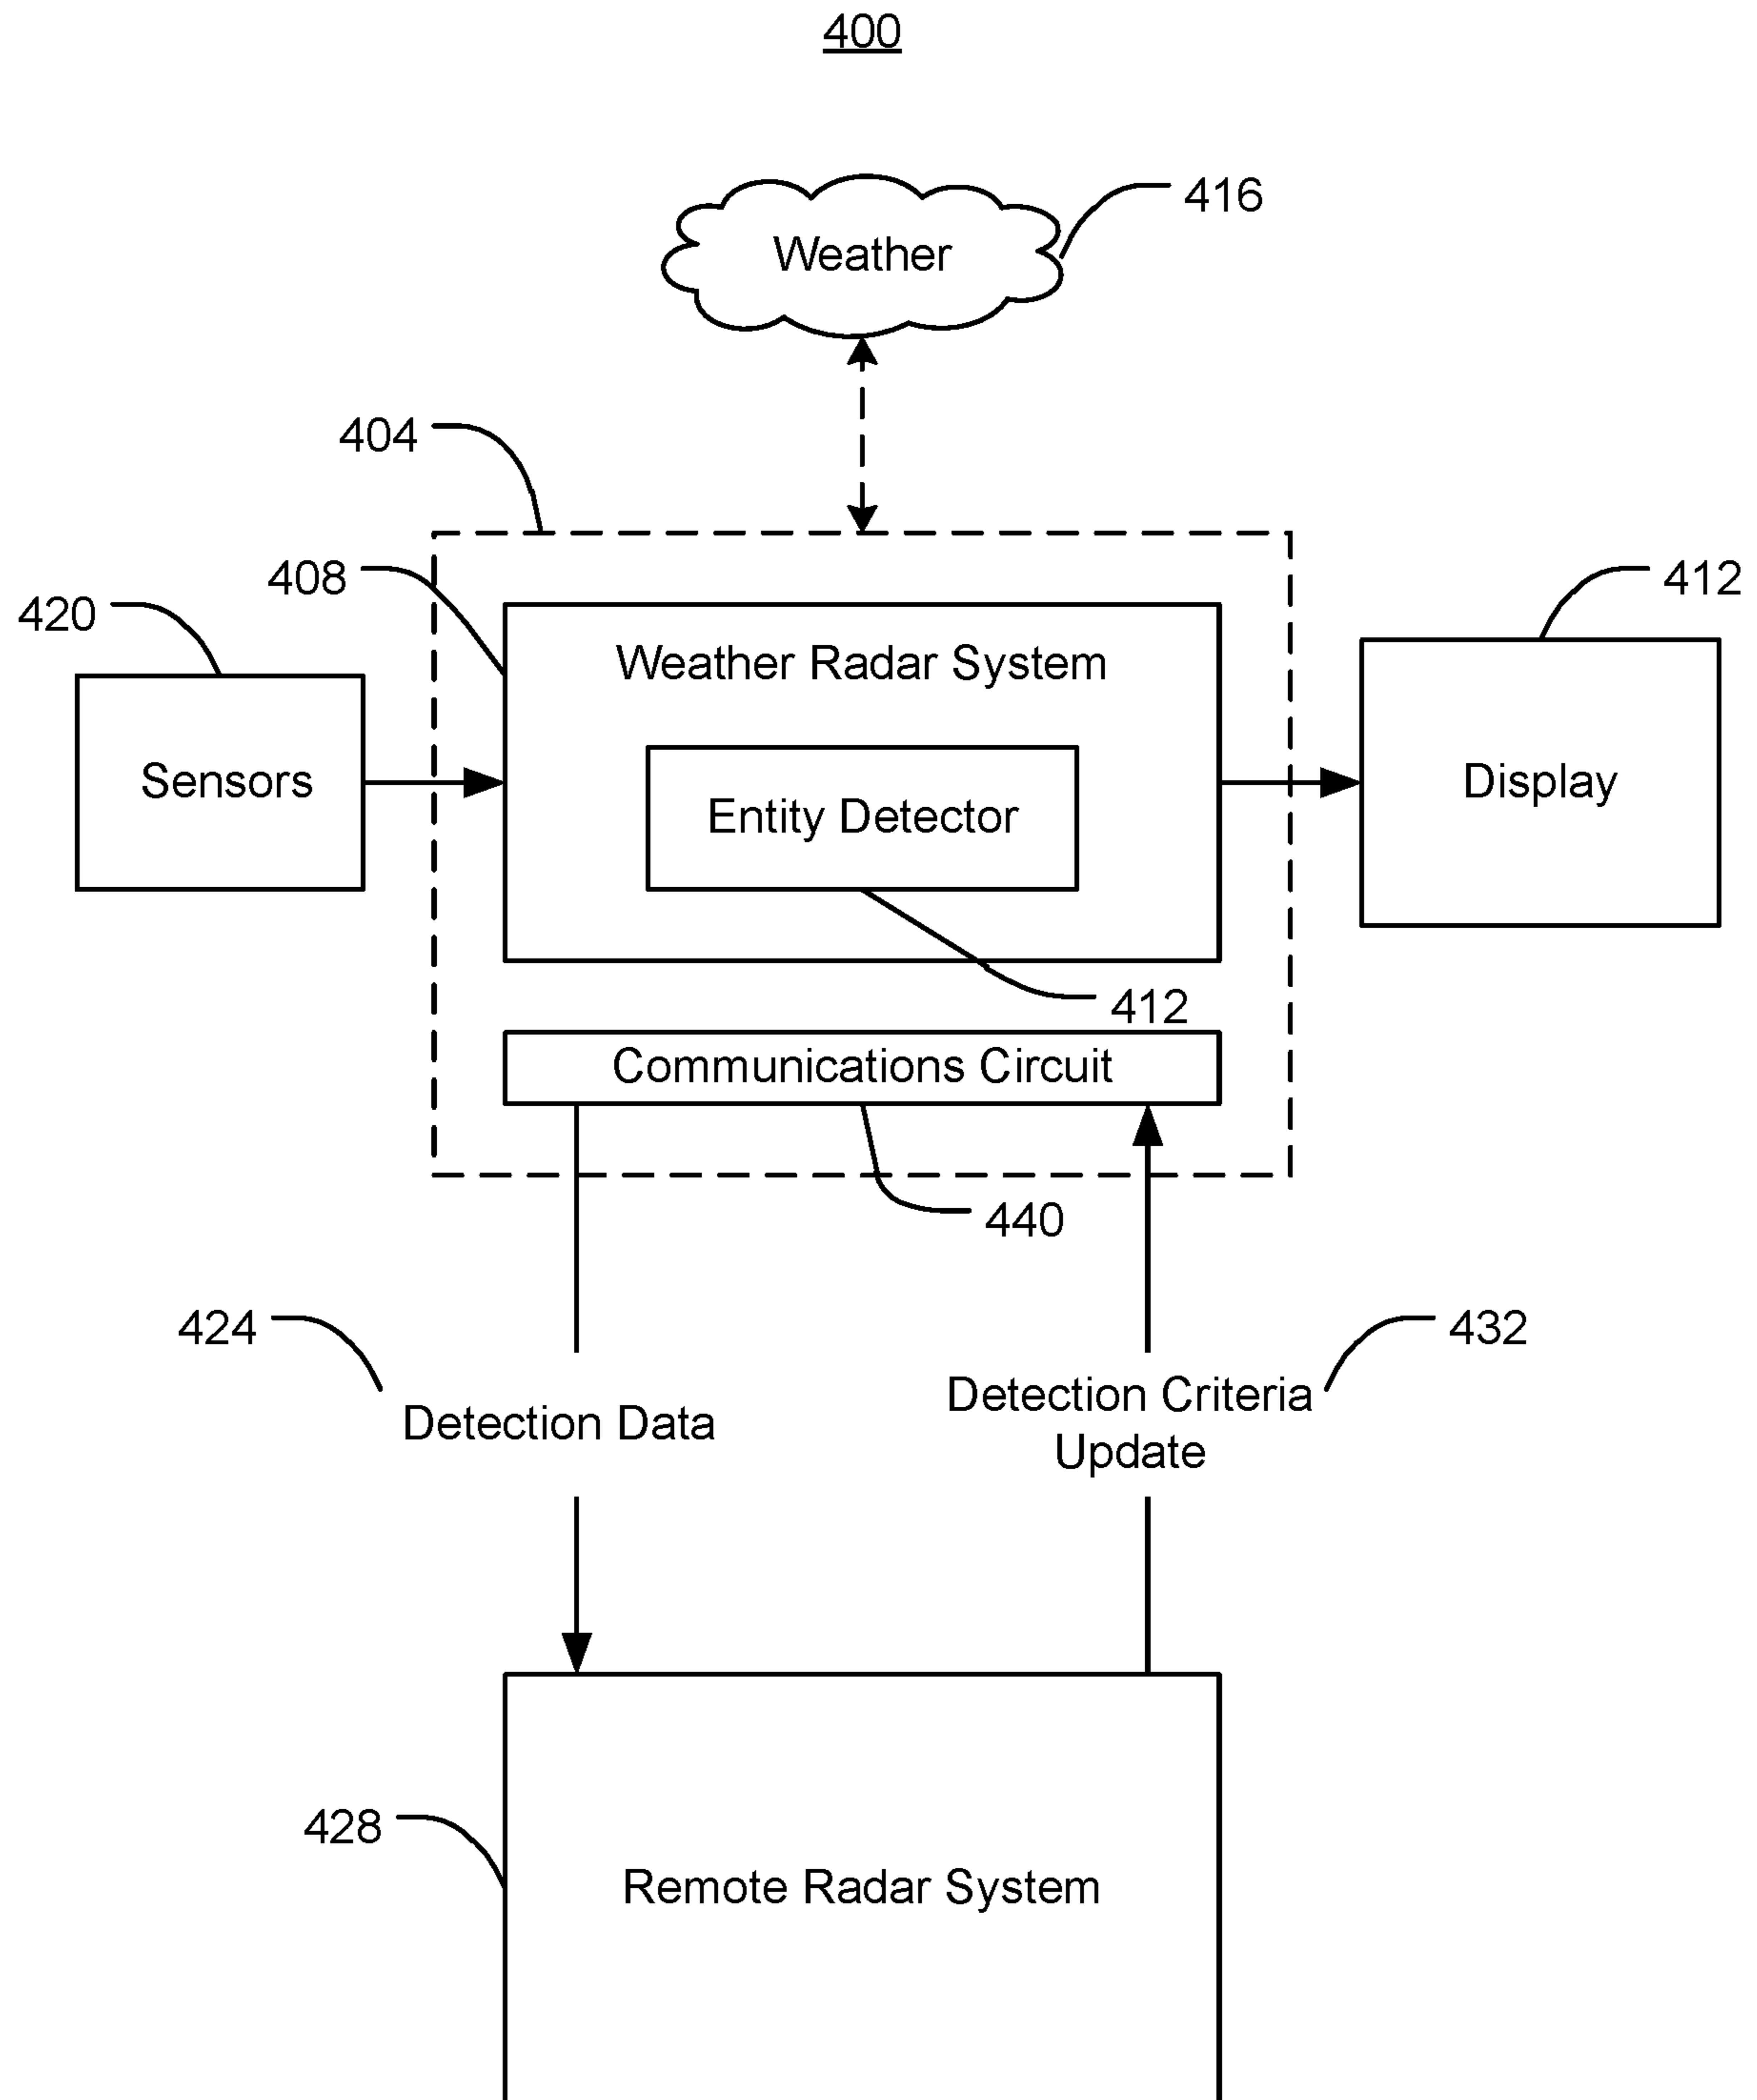 400
Weather
416
404
408
420
412
Weather Radar System
Sensors
Entity Detector
Display
412
Communications Circuit
440
424
432
Detection Data
Detection Criteria
Update
428
Remote Radar System